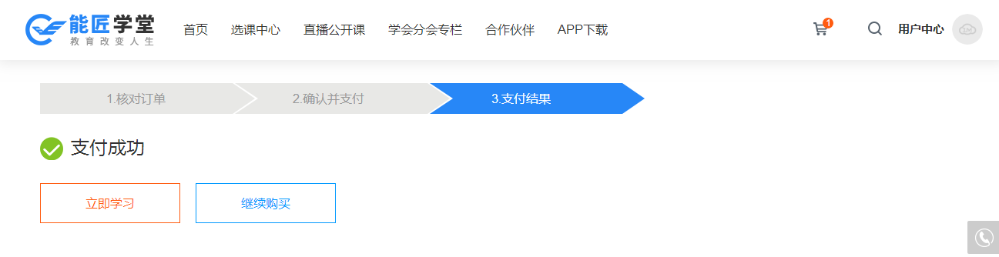 能匠学堂
教育改变人生
首页 选课中心 直播公开课 学会分会专栏 合作伙伴 APP下载 1 用户中心
1.核对订单 2.确认并支付 3.支付结果
支付成功
立即学习 继续购买